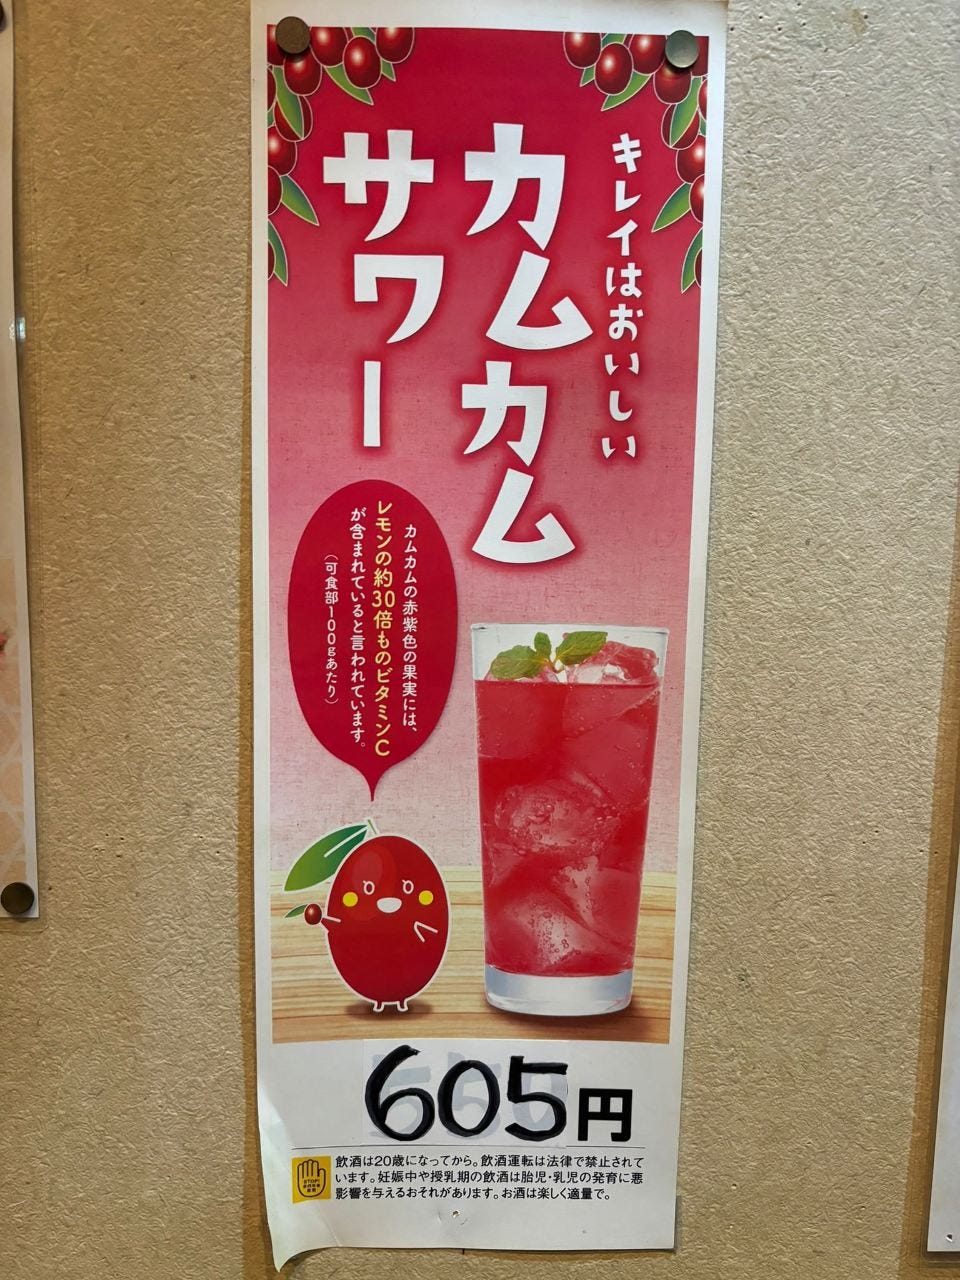 キレイはおいしい
カムカム
サワー
カムカムの赤紫色の果実には、
レモンの約30倍ものビタミンC
が含まれていると言われています。
（可食部100gあたり）
605円
飲酒は20歳になってから。飲酒運転は法律で禁止されて
います。妊娠中や授乳期の飲酒は胎児・乳児の発育に悪
影響を与えるおそれがあります。お酒は楽しく適量で。
STOP!